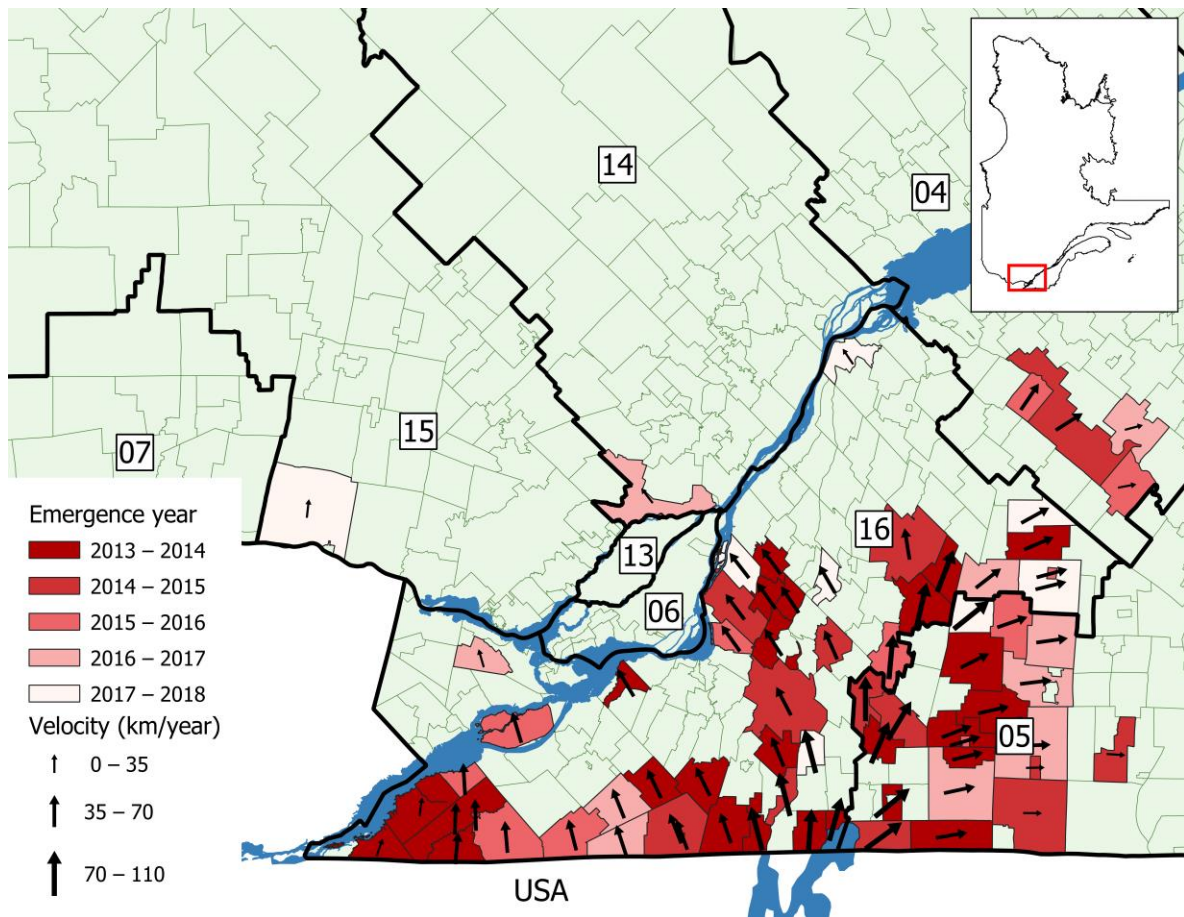 14
04
15
07
16
13
06
05
Emergence year
2013 – 2014
2014 – 2015
2015 – 2016
2016 – 2017
2017 – 2018
Velocity (km/year)
0 – 35
35 – 70
70 – 110
USA